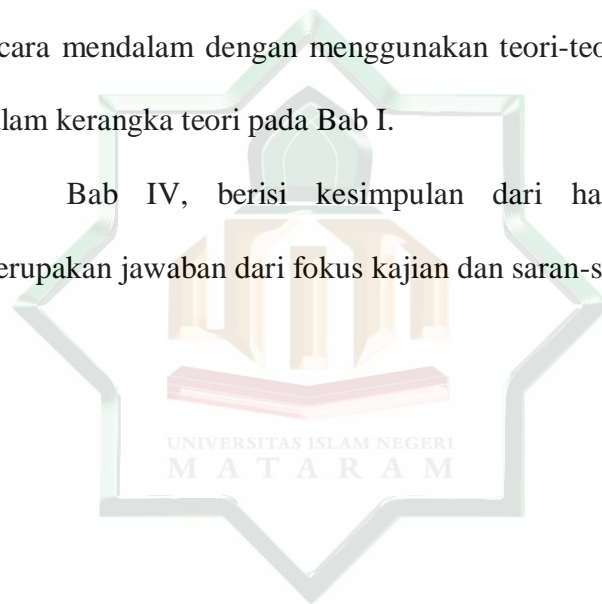 cara mendalam dengan menggunakan teori-teo
lam kerangka teori pada Bab I.
Bab IV, berisi kesimpulan dari ha
erupakan jawaban dari fokus kajian dan saran-s
UNIVERSITAS ISLAM NEGERI
MATARAM